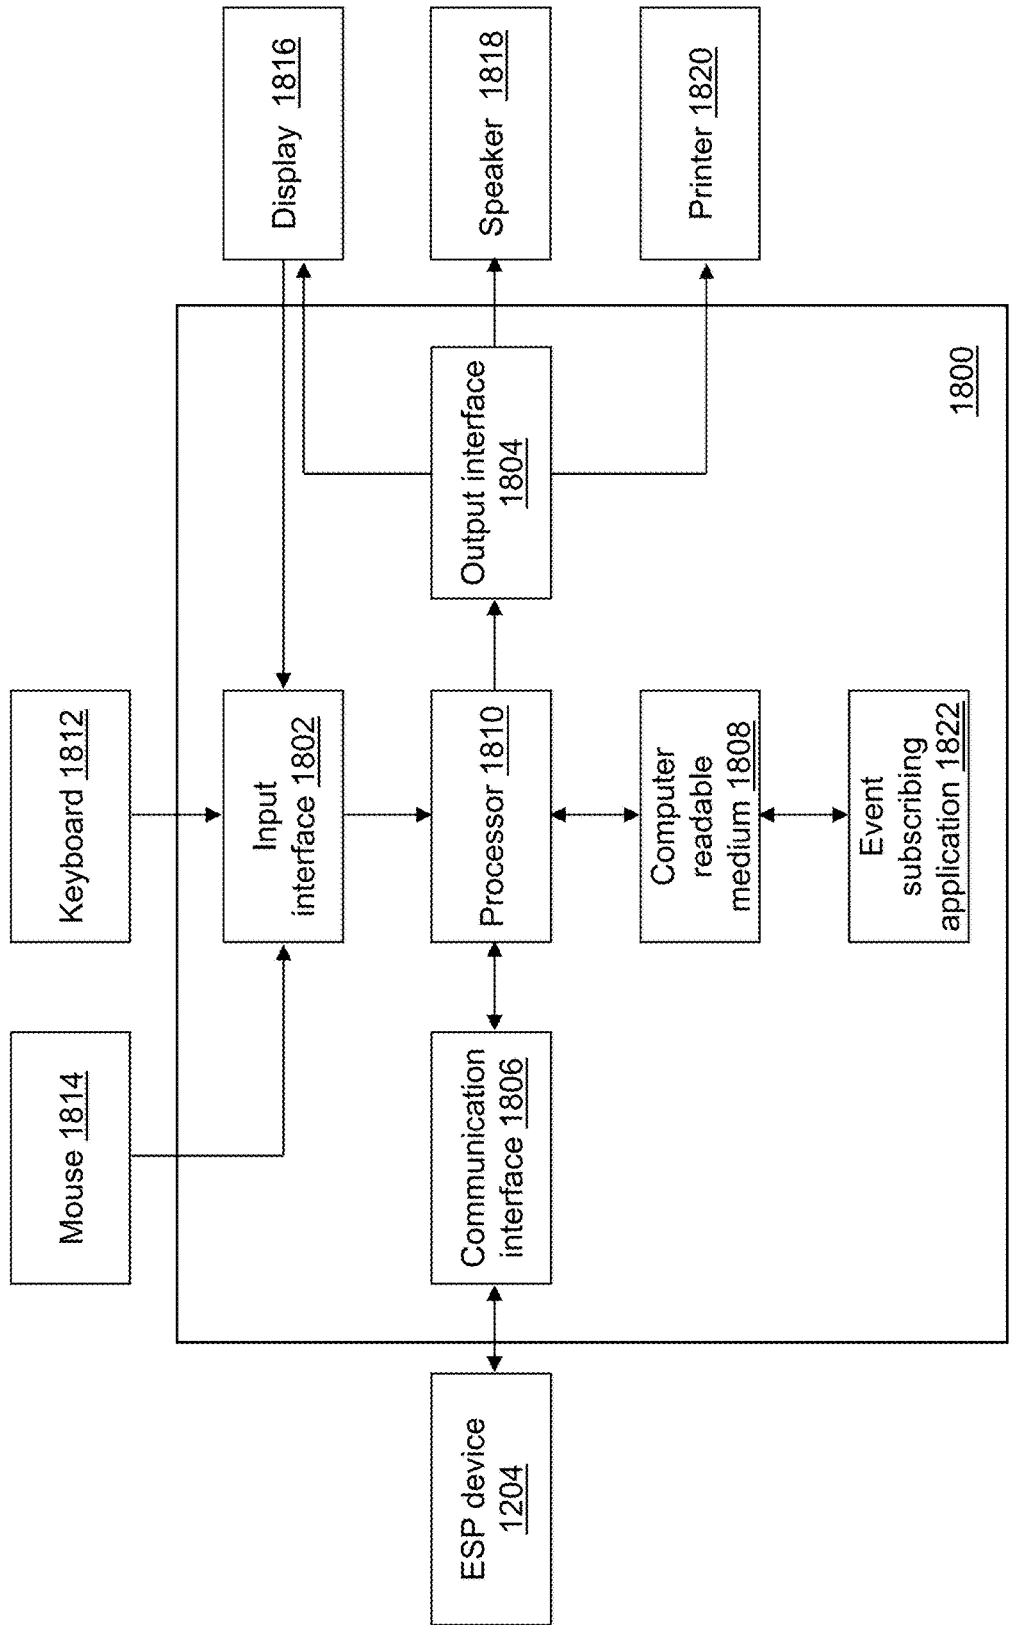 Mouse 1814
Keyboard 1812
Input
interface 1802
Display 1816
ESP device
1204
Communication
interface 1806
Processor 1810
Output interface
1804
Speaker 1818
Computer
readable
medium 1808
Printer 1820
Event
subscribing
application 1822
1800